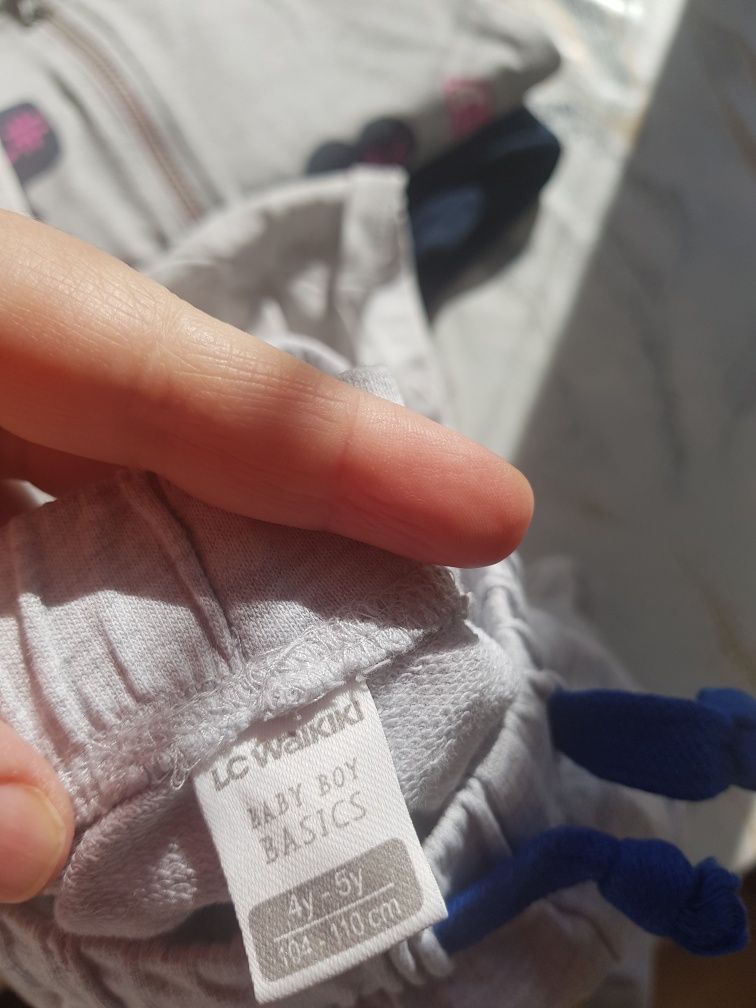 LC Waikiki
BABY BOY
BASICS
4y - 5y
104 - 110 cm